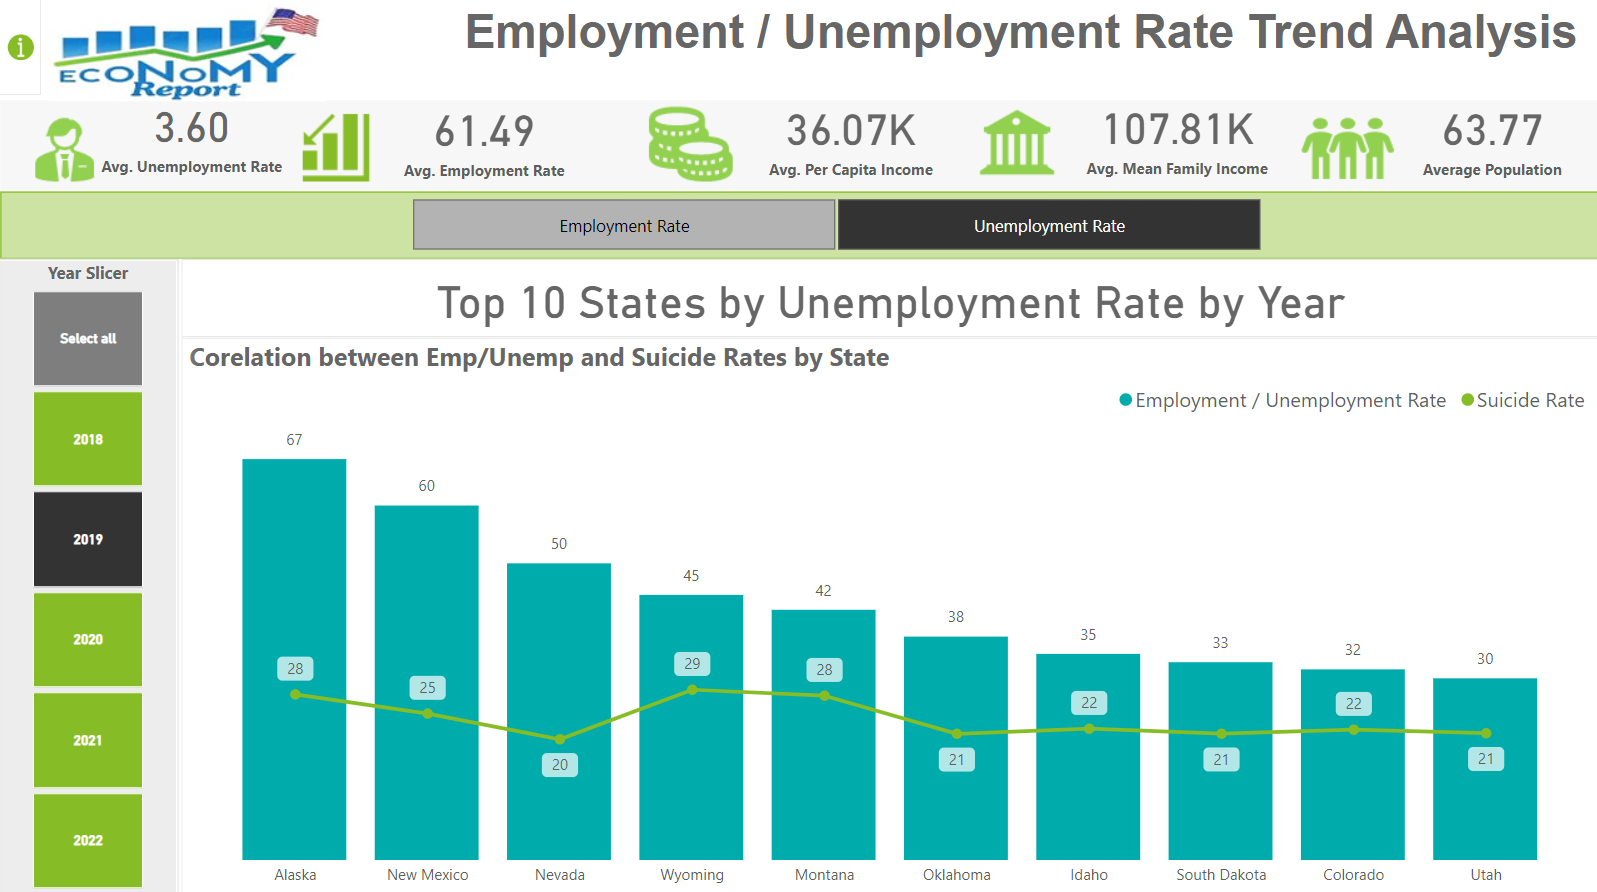 i
ECONOMY
Report
Employment / Unemployment Rate Trend Analysis
3.60
Avg. Unemployment Rate
61.49
Avg. Employment Rate
36.07K
Avg. Per Capita Income
107.81K
Avg. Mean Family Income
63.77
Average Population
Employment Rate
Unemployment Rate
Year Slicer
Select all
2018
2019
2020
2021
2022
Top 10 States by Unemployment Rate by Year
Corelation between Emp/Unemp and Suicide Rates by State
Employment / Unemployment Rate
Suicide Rate
67
60
50
45
42
38
35
33
32
30
28
25
20
29
28
21
22
21
22
21
Alaska
New Mexico
Nevada
Wyoming
Montana
Oklahoma
Idaho
South Dakota
Colorado
Utah